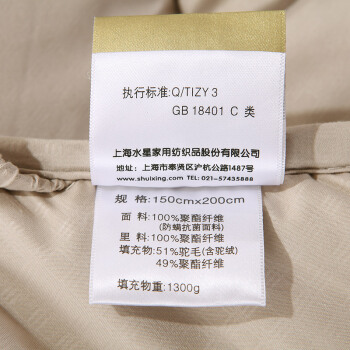 执行标准:Q/TIZY 3
GB 18401 C 类
上海水星家用纺织品股份有限公司
地址:上海市奉贤区沪杭公路1487号
www.shuixing.com TEL:021-57435888
规 格:150cm×200cm
面 料:100%聚酯纤维
(防螨抗菌面料)
里 料:100%聚酯纤维
填充物:51%驼毛(含驼绒)
49%聚酯纤维
填充物重:1300g